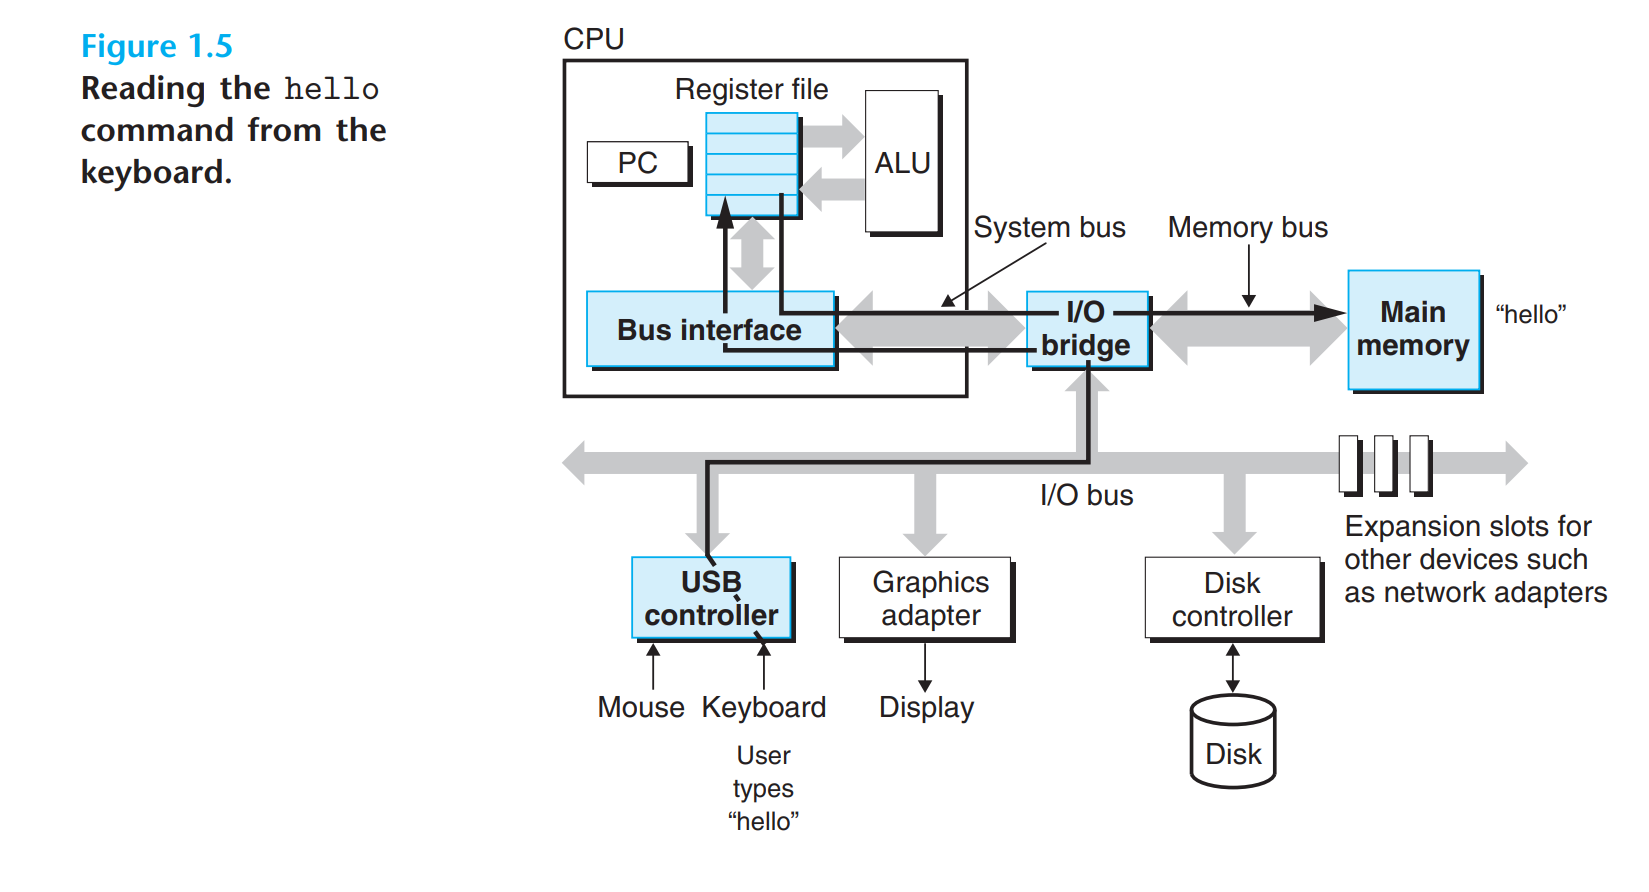 Figure 1.5
Reading the hello
command from the
keyboard.
CPU
Register file
PC
ALU
System bus
Memory bus
Bus interface
I/O
bridge
Main
memory
“hello”
I/O bus
Expansion slots for
other devices such
as network adapters
USB
controller
Graphics
adapter
Disk
controller
Mouse
Keyboard
Display
Disk
User
types
“hello”